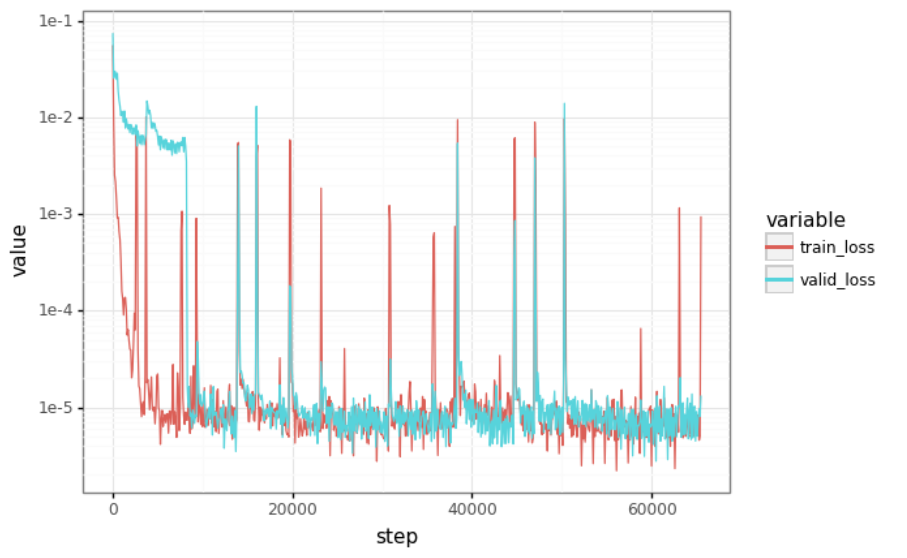 1e-1
1e-2
1e-3
1e-4
1e-5
value
0
20000
40000
60000
step
variable
train_loss
valid_loss